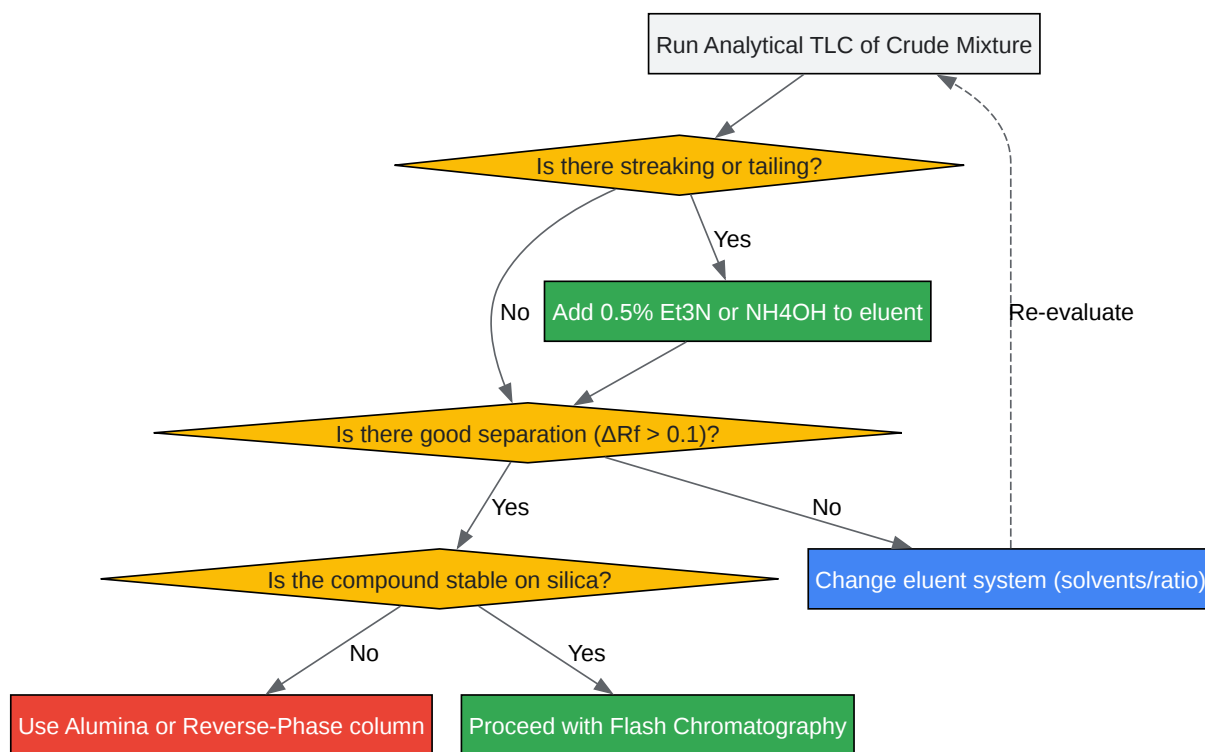 Run Analytical TLC of Crude Mixture
Is there streaking or tailing?
Yes
Add 0.5% Et3N or NH4OH to eluent
No
Re-evaluate
Is there good separation (ΔRf > 0.1)?
Yes
No
Is the compound stable on silica?
Change eluent system (solvents/ratio)
No
Yes
Use Alumina or Reverse-Phase column
Proceed with Flash Chromatography